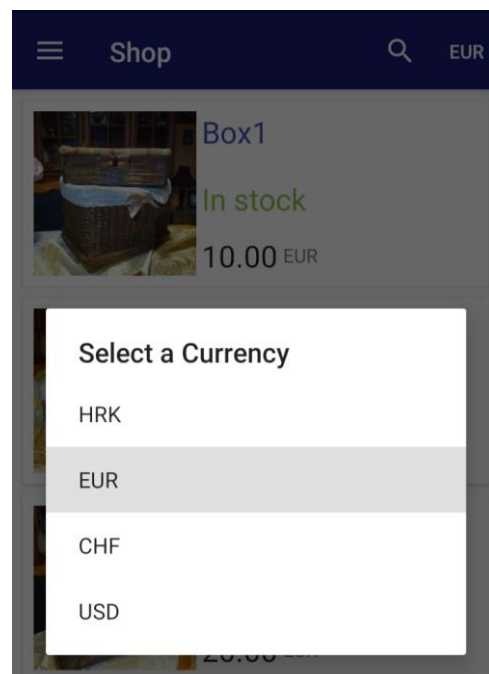 Shop EUR
Box1
In stock
10.00 EUR
Select a Currency
HRK
EUR
CHF
USD